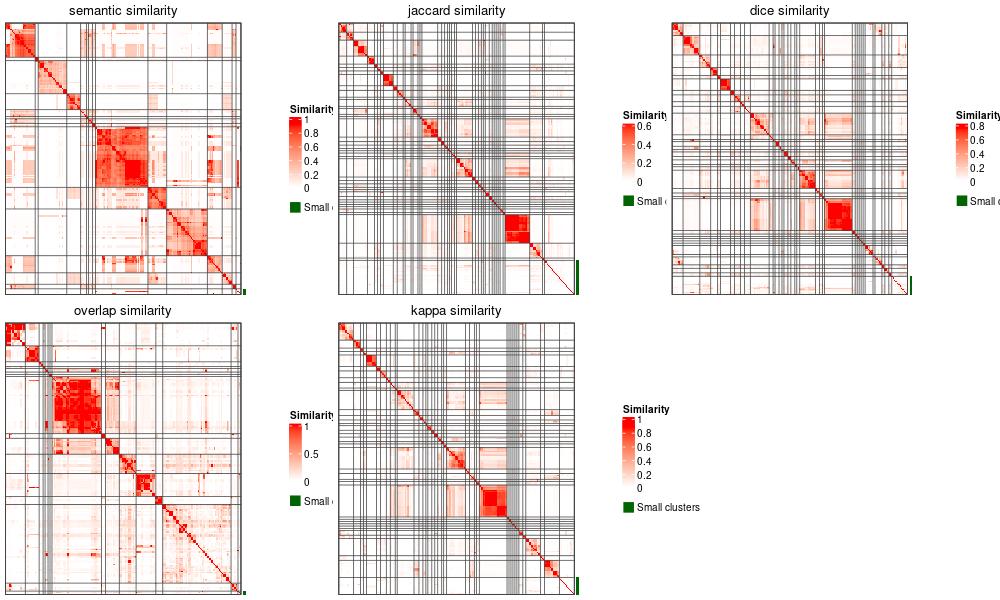 semantic similarity
Similarity
1
0.8
0.6
0.4
0.2
0
Small
jaccard similarity
Similarity
0.6
0.4
0.2
0
Small
dice similarity
Similarity
0.8
0.6
0.4
0.2
0
Small
overlap similarity
Similarity
1
0.5
0
Small
kappa similarity
Similarity
1
0.8
0.6
0.4
0.2
0
Small clusters